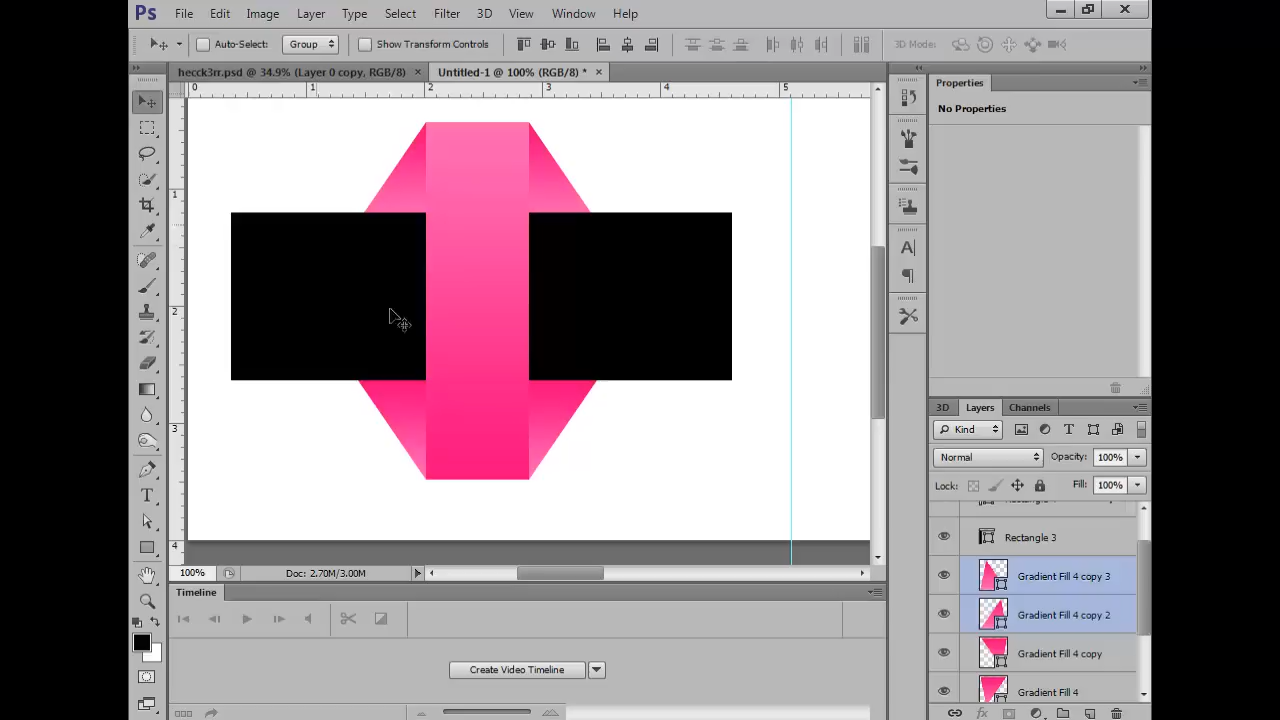 Ps File Edit Image Layer Type Select Filter 3D View Window Help
Auto-Select: Group Show Transform Controls 3D Mode:
hecck3rr.psd @ 34.9% (Layer 0 copy, RGB/8) × Untitled-1 @ 100% (RGB/8) * ×
0 1 2 3 4 5
1
2
3
4
Properties
No Properties
3D Layers Channels
Kind
Normal Opacity: 100%
Lock: Fill: 100%
Rectangle 3
Gradient Fill 4 copy 3
Gradient Fill 4 copy 2
Gradient Fill 4 copy
Gradient Fill 4
100% Doc: 2.70M/3.00M
Timeline
Create Video Timeline